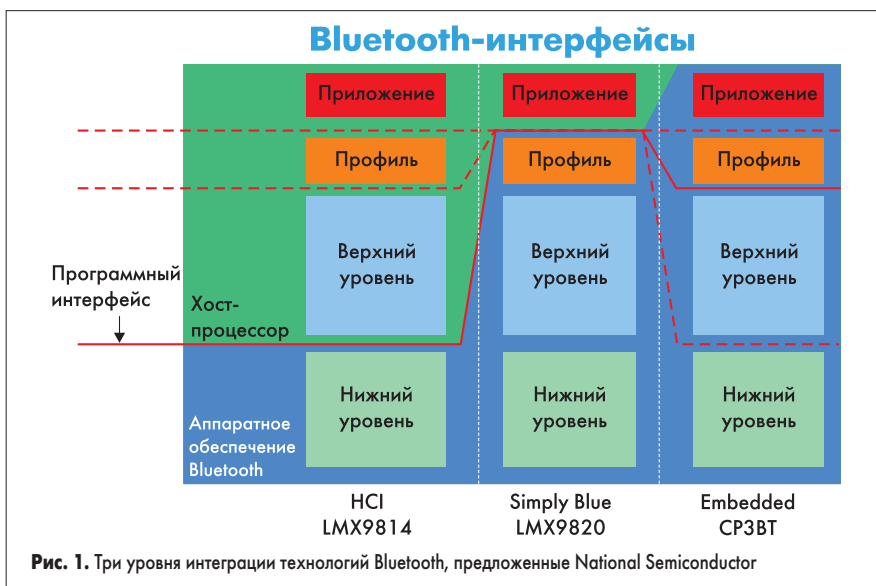 Bluetooth-интерфейсы
Приложение
Приложение
Приложение
Профиль
Профиль
Профиль
Верхний
уровень
Верхний
уровень
Верхний
уровень
Программный
интерфейс
Хост-
процессор
Нижний
уровень
Нижний
уровень
Нижний
уровень
Аппаратное
обеспечение
Bluetooth
HCI
LMX9814
Simply Blue
LMX9820
Embedded
CP3BT
Рис. 1. Три уровня интеграции технологий Bluetooth, предложенные National Semiconductor